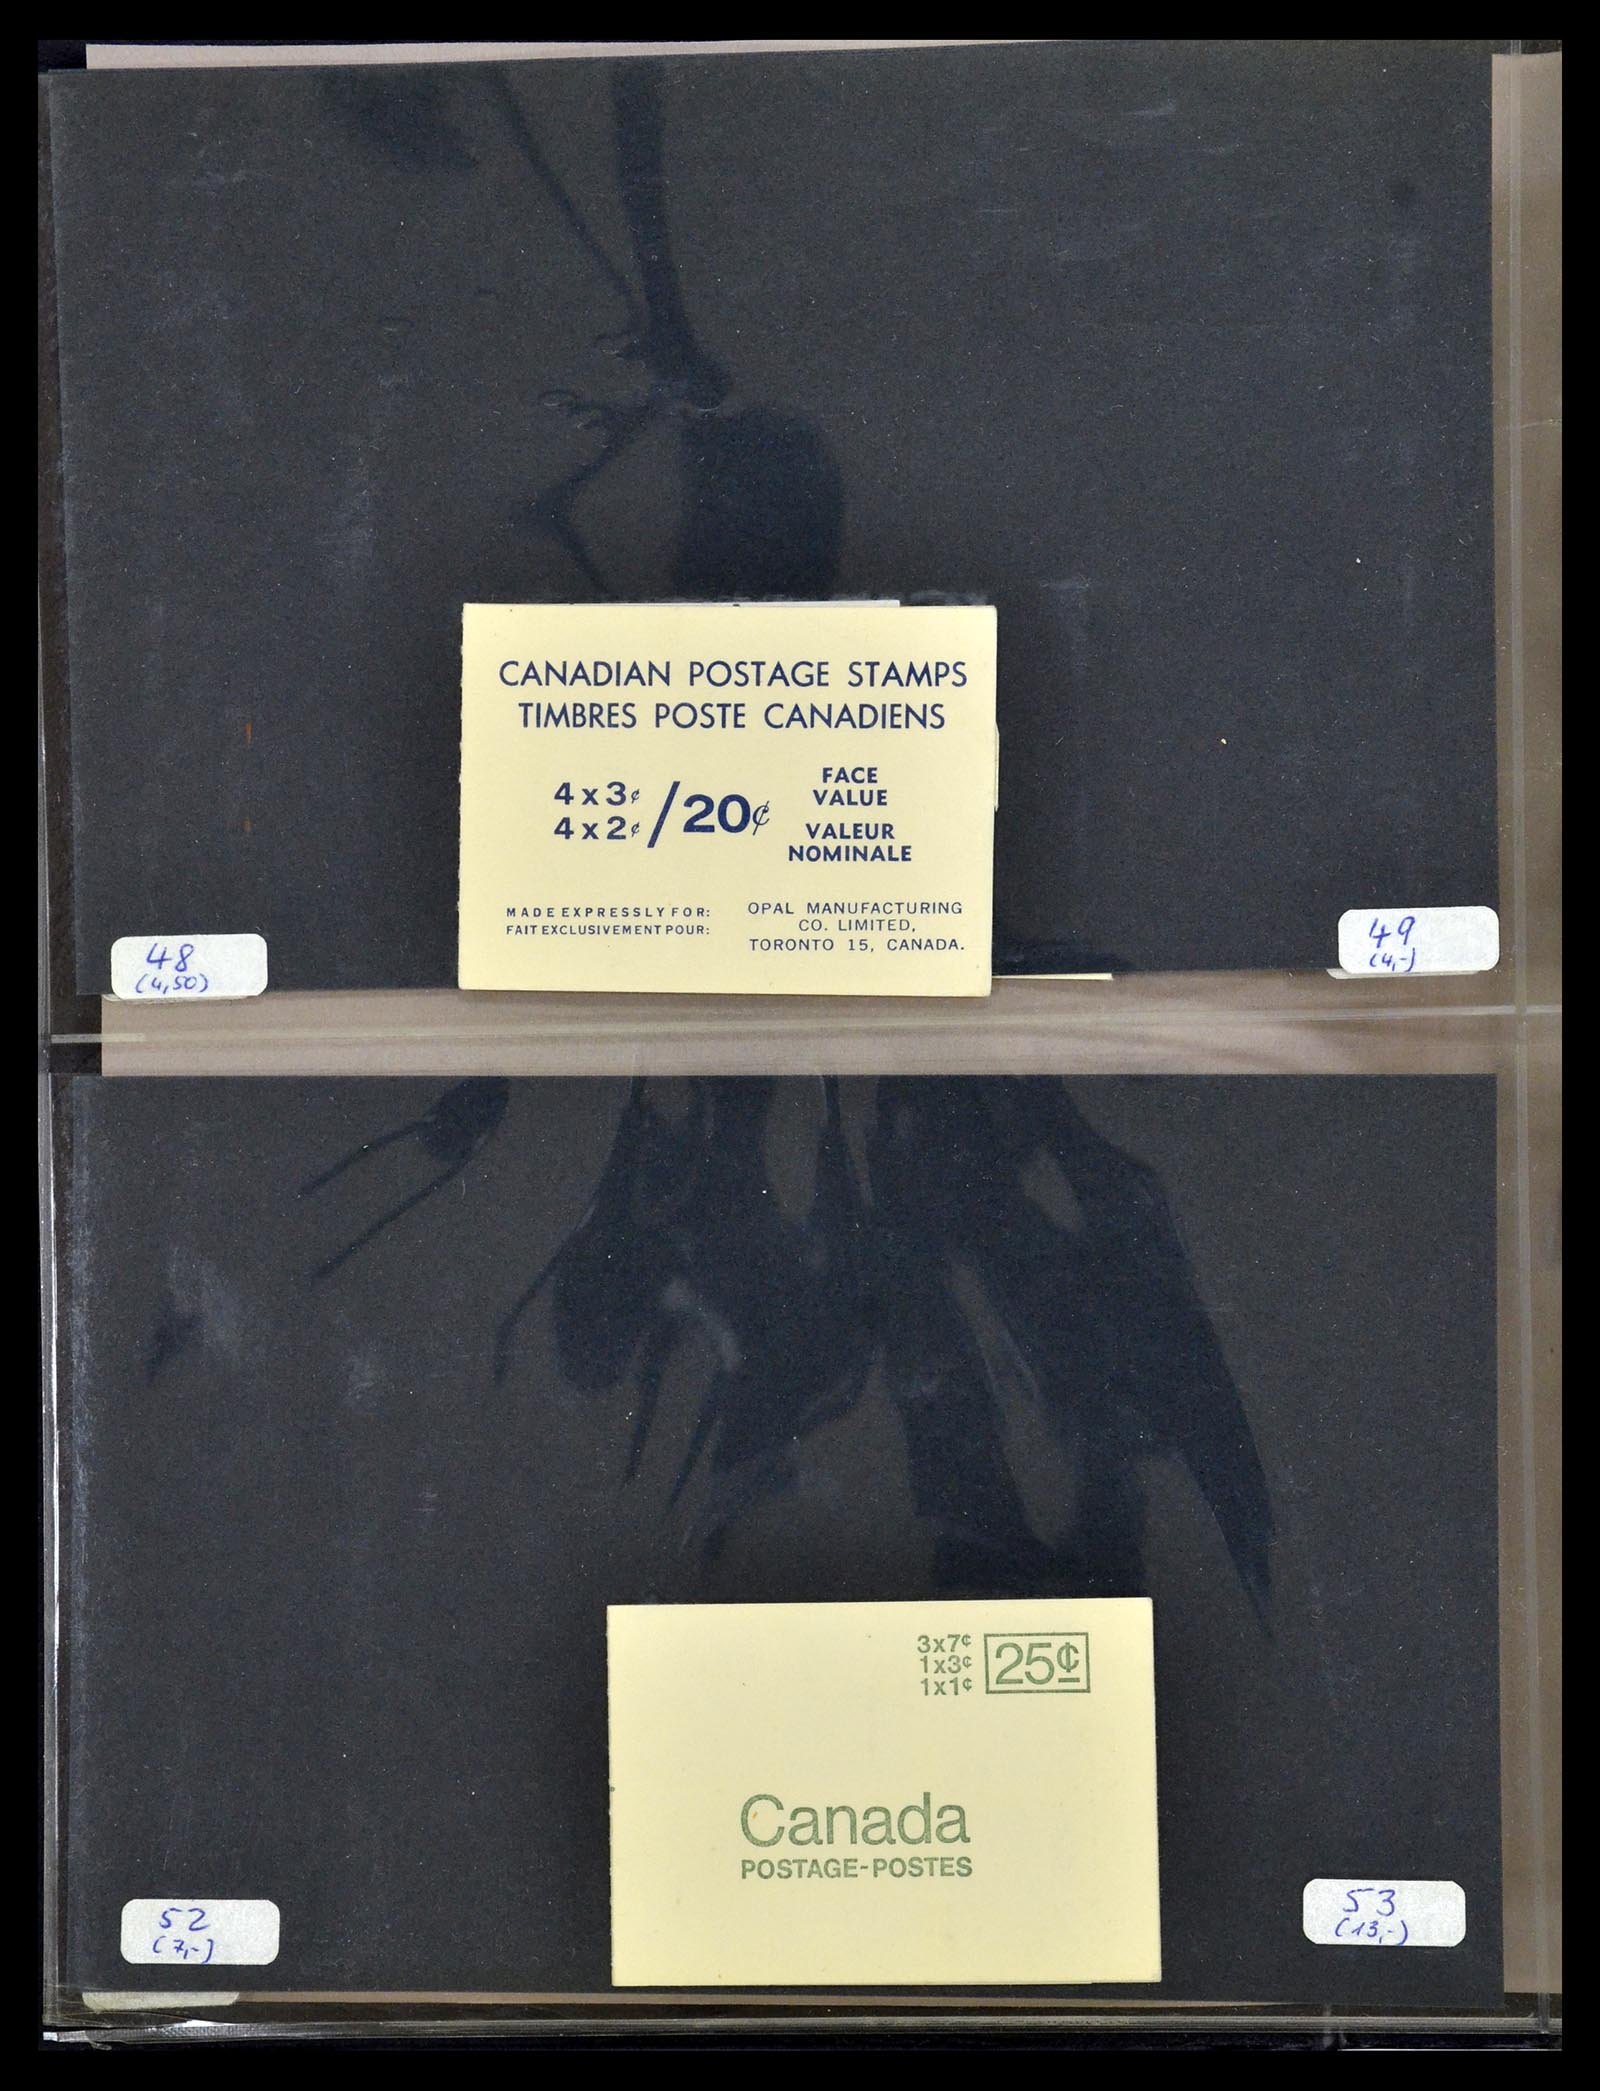 CANADIAN POSTAGE STAMPS
TIMBRES POSTE CANADIENS
4 x 3¢
4 x 2¢
/20¢
FACE
VALUE
VALEUR
NOMINALE
MADE EXPRESSLY FOR:
FAIT EXCLUSIVEMENT POUR:
OPAL MANUFACTURING
CO. LIMITED,
TORONTO 15, CANADA.
48
(4,50)
49
(4,-)
3x7¢
1x3¢
1x1¢
25¢
Canada
POSTAGE-POSTES
52
(7,-)
53
(13,-)